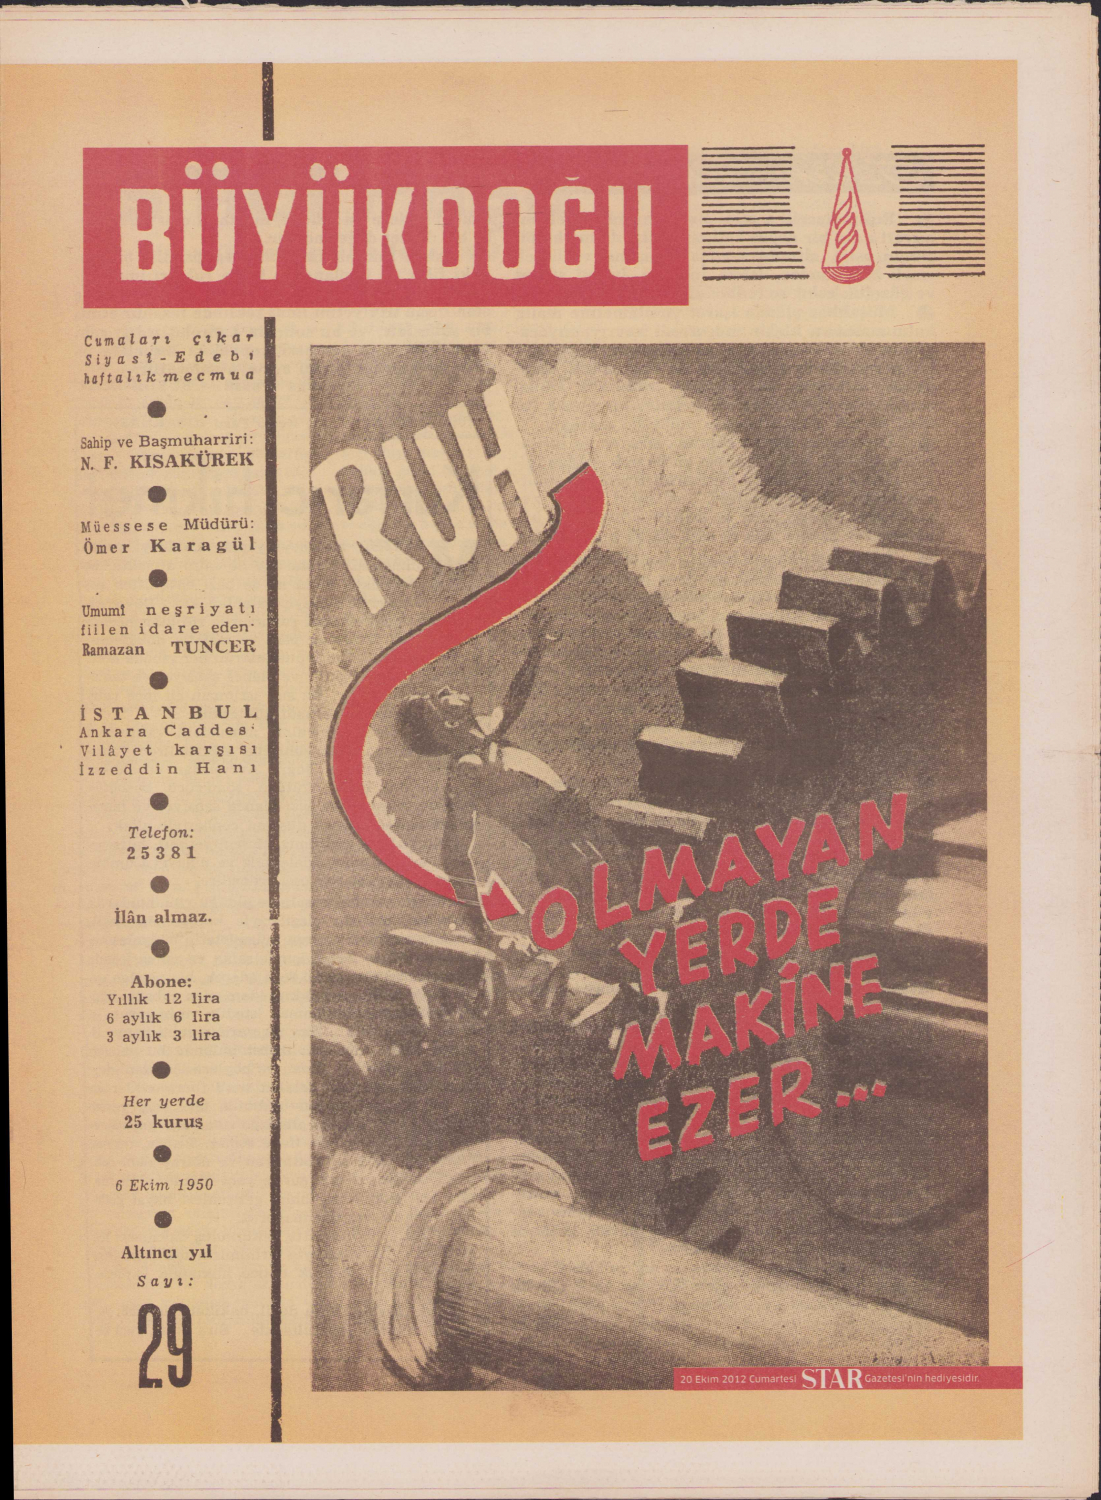 BÜYÜKDOĞU
Cumaları çıkar
Siyasî - Edebî
haftalık mecmua
Sahip ve Başmuharriri:
N. F. KISAKÜREK
Müessese Müdürü:
Ömer Karagül
Umumî neşriyatı
fiilen idare eden·
Ramazan TUNCER
İSTANBUL
Ankara Caddesi
Vilâyet karşısı
İzzeddin Hanı
Telefon:
25381
İlân almaz.
Abone:
Yıllık 12 lira
6 aylık 6 lira
3 aylık 3 lira
Her yerde
25 kuruş
6 Ekim 1950
Altıncı yıl
Sayı:
29
RUH
OLMAYAN
YERDE
MAKİNE
EZER...
20 Ekim 2012 Cumartesi STAR Gazetesi'nin hediyesidir.